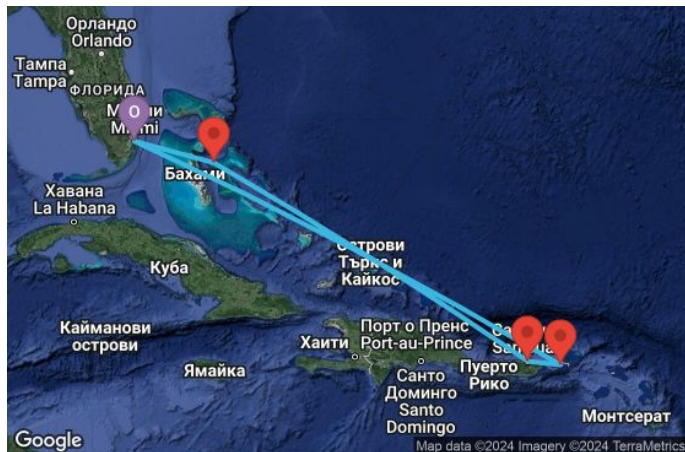 Орландо
Orlando
Тампа
Tampa
ФЛОРИДА
O
Miami
Бахами
Хавана
La Habana
Куба
Острови
Търкс и
Кайкос
Кайманови
острови
Ямайка
Хаити
Порт о Пренс
Port-au-Prince
Санто
Доминго
Santo
Domingo
Пуерто
Рико
Монтсерат
Google
Map data ©2024 Imagery ©2024 TerraMetrics